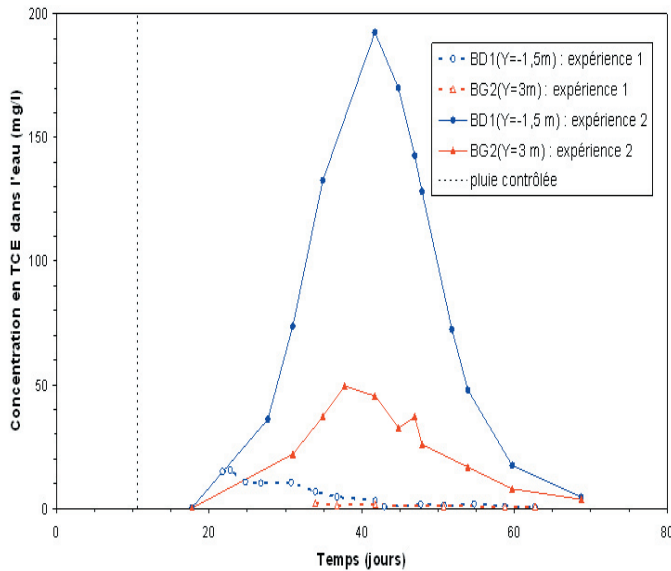 200
150
100
50
0
Concentration en TCE dans l'eau (mg/l)
BD1(Y=-1,5m) : expérience 1
BG2(Y=3m) : expérience 1
BD1(Y=-1,5 m) : expérience 2
BG2(Y=3 m) : expérience 2
pluie contrôlée
0 20 40 60 80
Temps (jours)